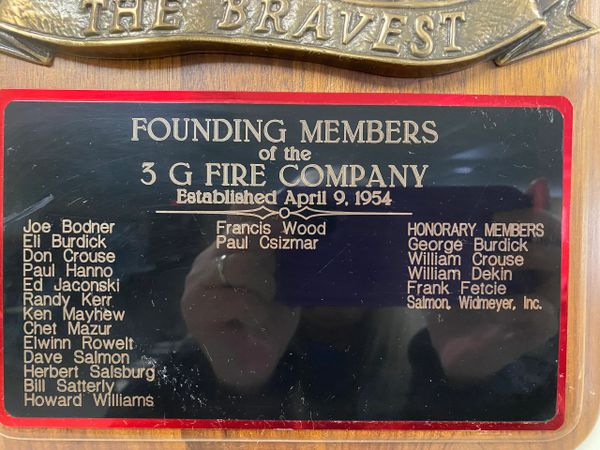 THE BRAVEST
FOUNDING MEMBERS
of the
3 G FIRE COMPANY
Established April 9, 1954
Joe Bodner
Eli Burdick
Don Crouse
Paul Hanno
Ed Jaconski
Randy Kerr
Ken Mayhew
Chet Mazur
Elwinn Rowelt
Dave Salmon
Herbert Salsburg
Bill Satterly
Howard Williams
Francis Wood
Paul Csizmar
HONORARY MEMBERS
George Burdick
William Crouse
William Dekin
Frank Fetcie
Salmon, Widmeyer, Inc.